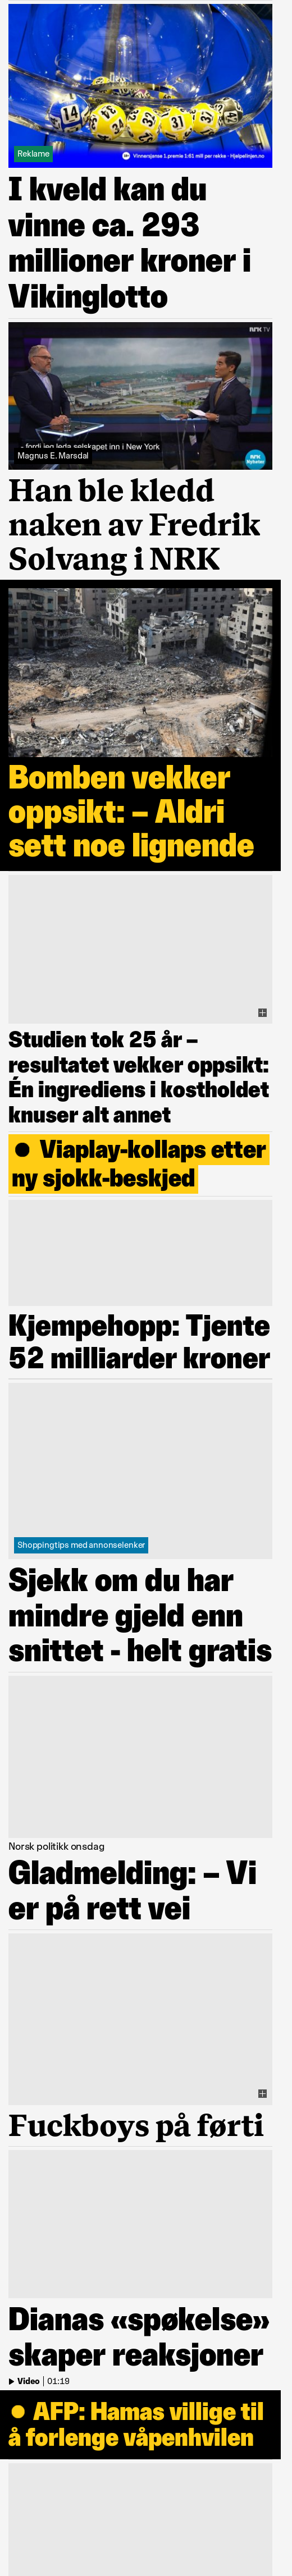 14
32
31
37
Reklame
Vinnersjanse 1.premie 1:61 mill per rekke - Hjelpelinjen.no
I kveld kan du
vinne ca. 293
millioner kroner i
Vikinglotto
NRK TV
- fordi jeg leda selskapet inn i New York
Magnus E. Marsdal
NRK
Nyheter
Han ble kledd
naken av Fredrik
Solvang i NRK
Bomben vekker
oppsikt: – Aldri
sett noe lignende
Studien tok 25 år –
resultatet vekker oppsikt:
Én ingrediens i kostholdet
knuser alt annet
Viaplay-kollaps etter
ny sjokk-beskjed
Kjempehopp: Tjente
52 milliarder kroner
Shoppingtips med annonselenker
Sjekk om du har
mindre gjeld enn
snittet - helt gratis
Norsk politikk onsdag
Gladmelding: – Vi
er på rett vei
Fuckboys på førti
Dianas «spøkelse»
skaper reaksjoner
Video | 01:19
AFP: Hamas villige til
å forlenge våpenhvilen